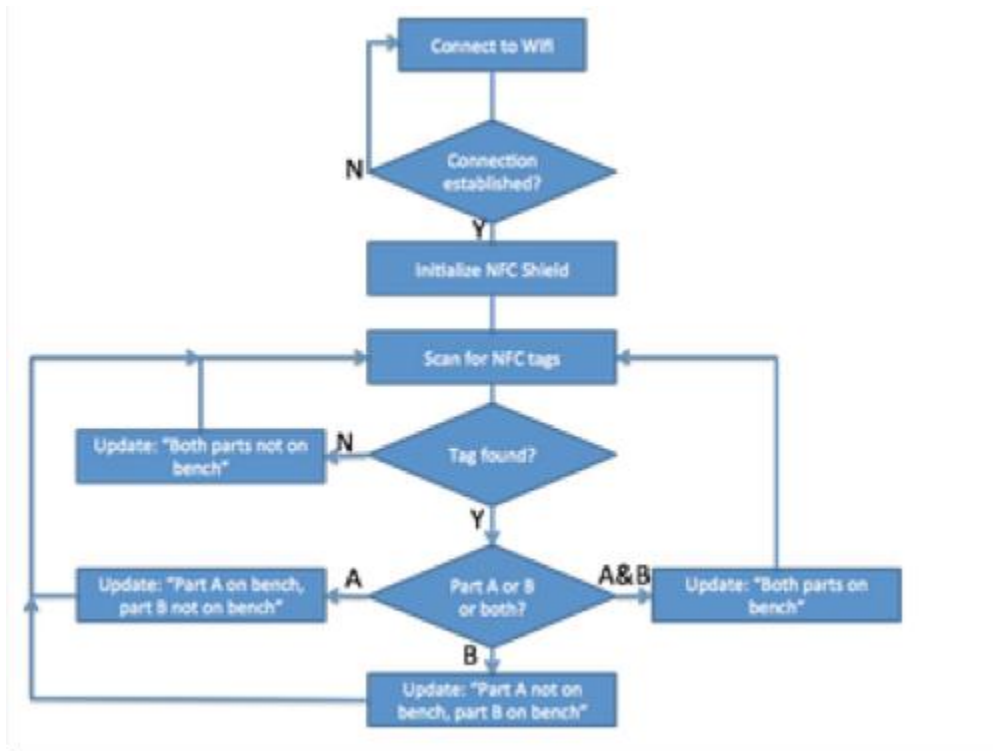 Connect to Wifi
Connection
established?
N
Y
Initialize NFC Shield
Scan for NFC tags
Update: "Both parts not on
bench"
N
Tag found?
Y
Update: "Part A on bench,
part B not on bench"
A
Part A or B
or both?
A&B
Update: "Both parts on
bench"
B
Update: "Part A not on
bench, part B on bench"